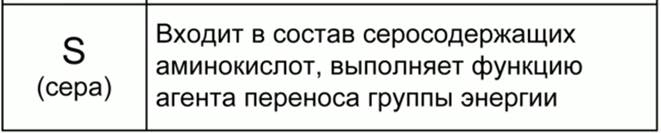 S
(сера)
Входит в состав серосодержащих
аминокислот, выполняет функцию
агента переноса группы энергии